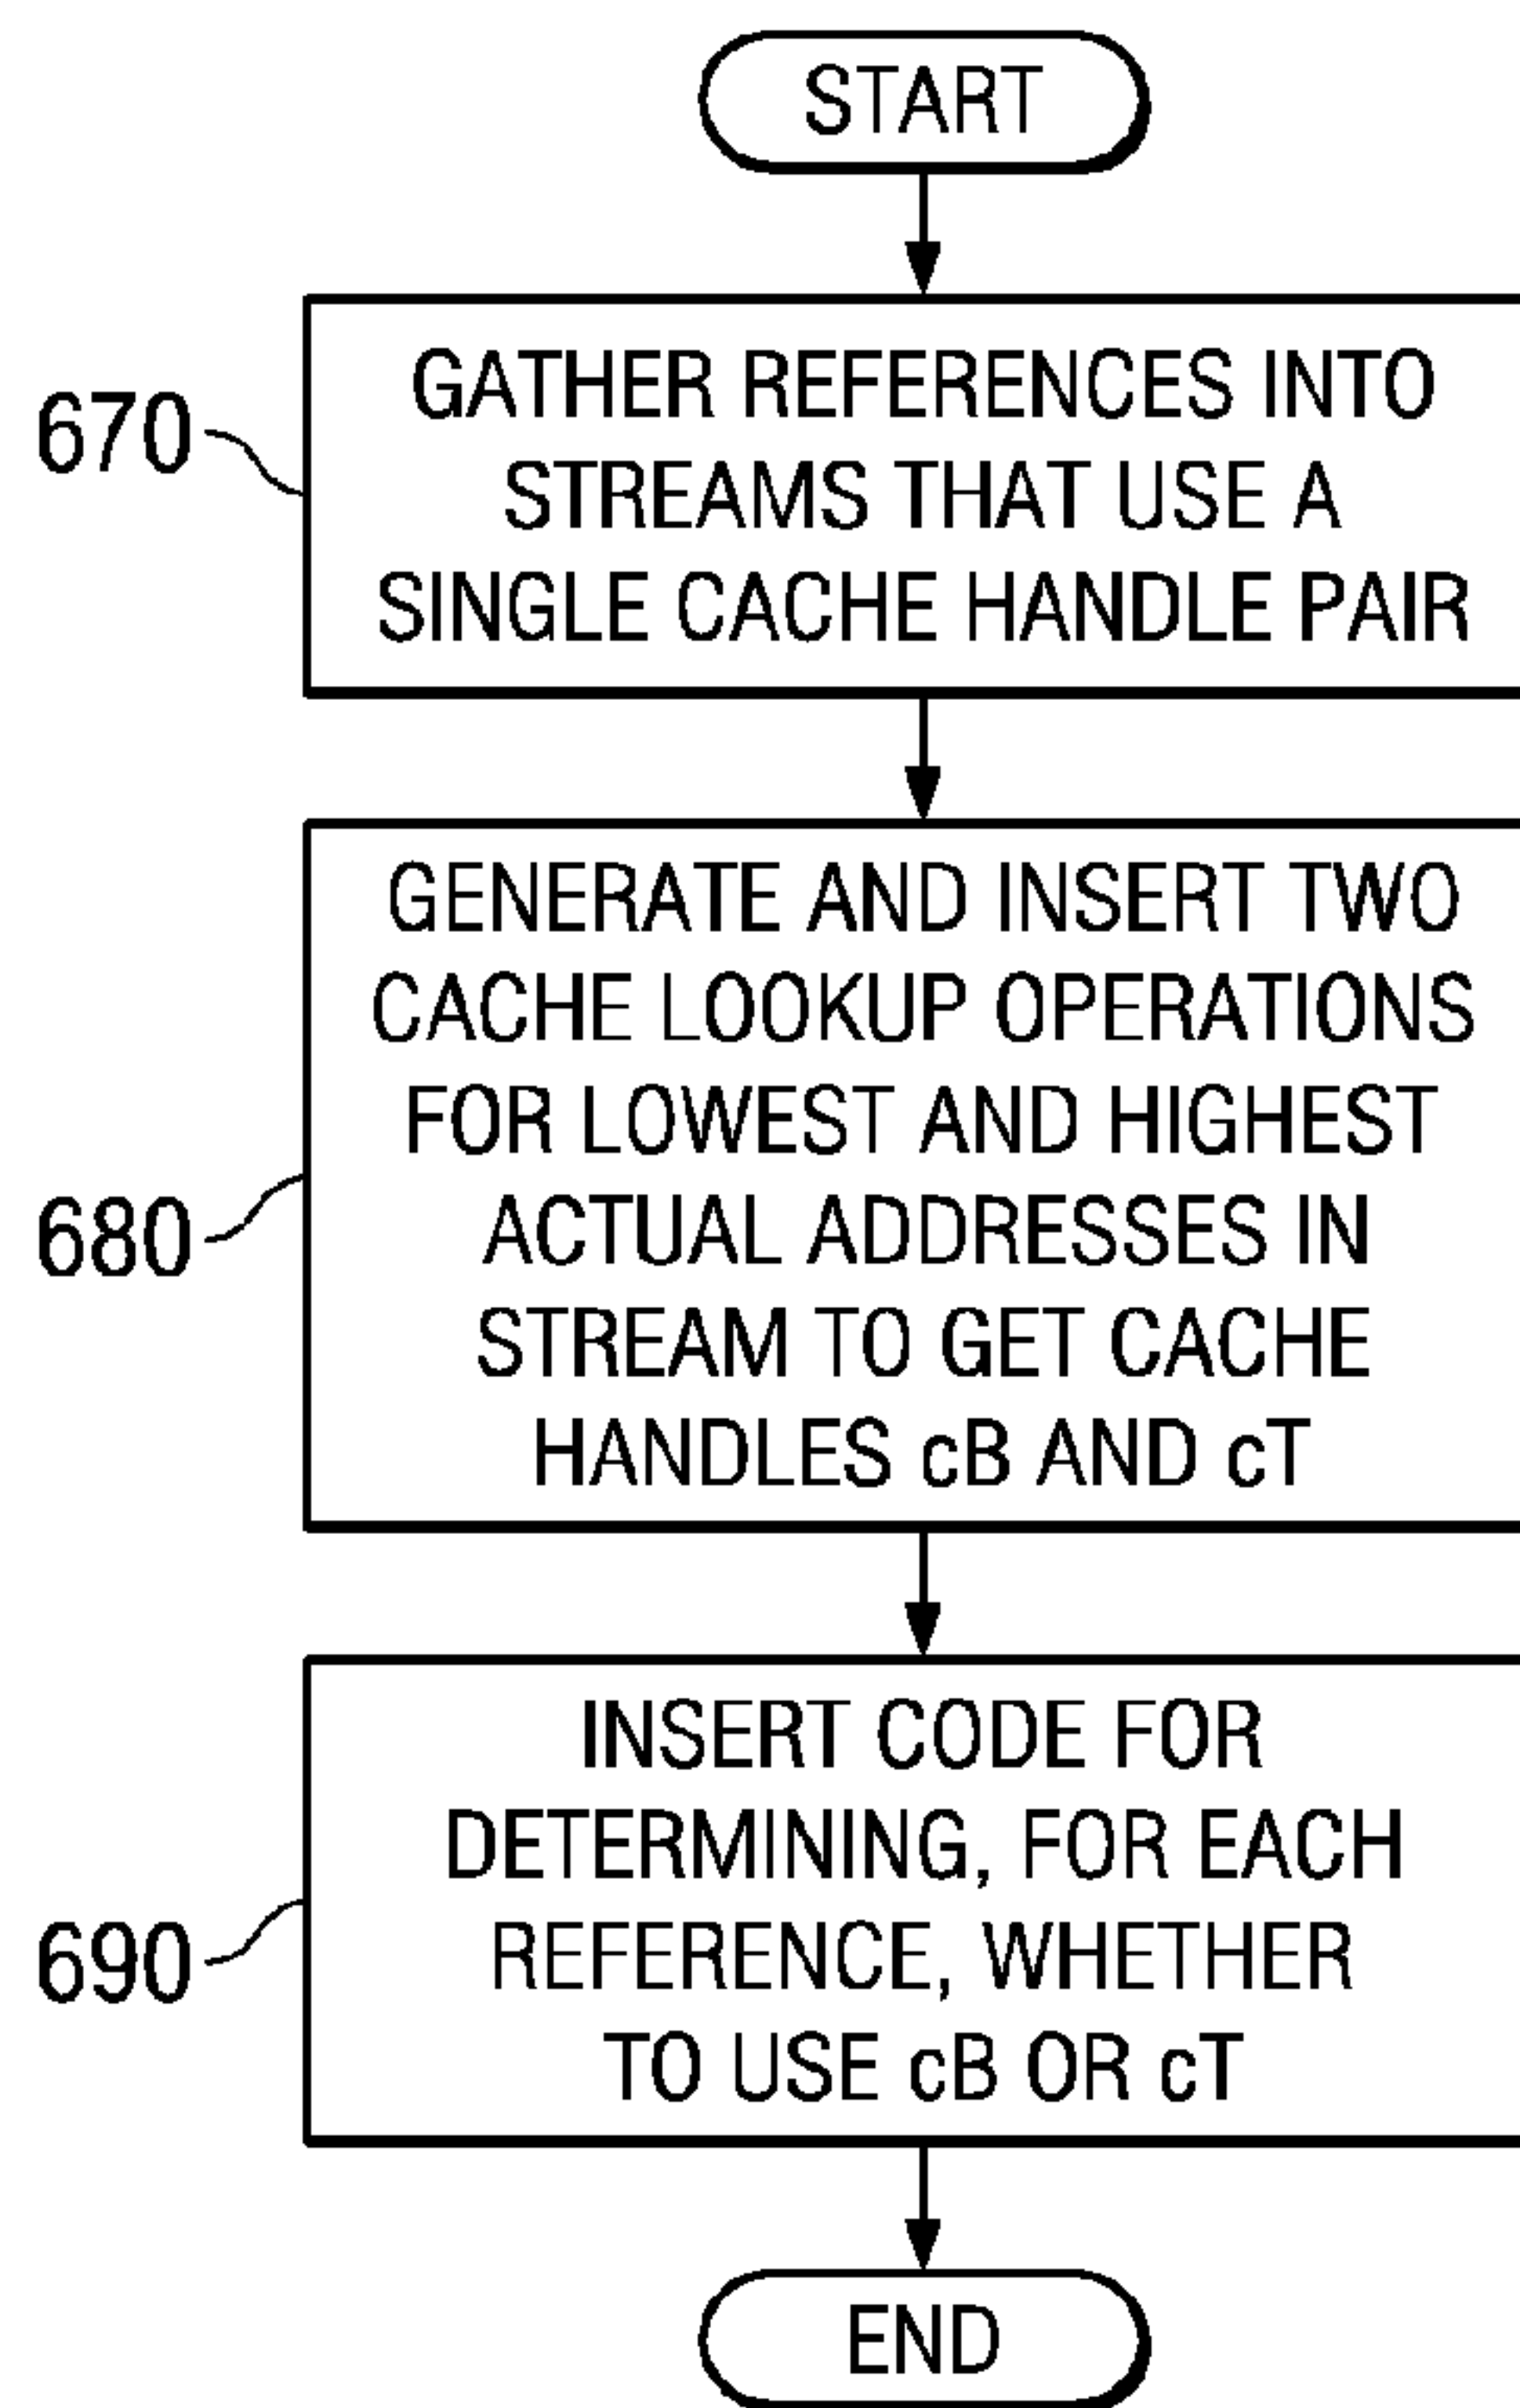 START
670
GATHER REFERENCES INTO
STREAMS THAT USE A
SINGLE CACHE HANDLE PAIR
680
GENERATE AND INSERT TWO
CACHE LOOKUP OPERATIONS
FOR LOWEST AND HIGHEST
ACTUAL ADDRESSES IN
STREAM TO GET CACHE
HANDLES cB AND cT
690
INSERT CODE FOR
DETERMINING, FOR EACH
REFERENCE, WHETHER
TO USE cB OR cT
END